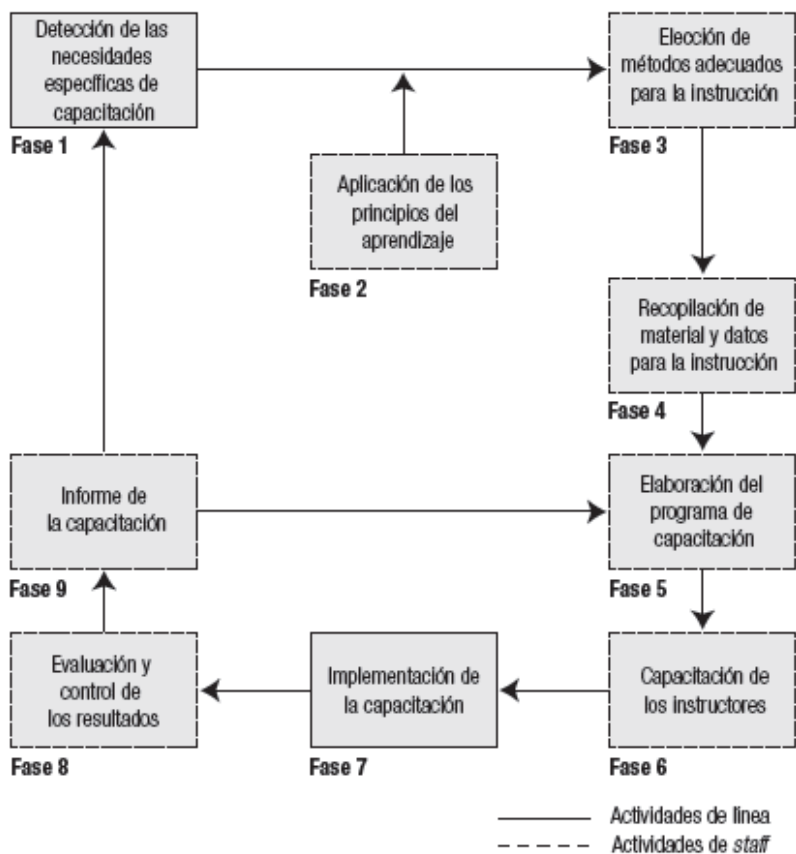 Detección de las
necesidades
específicas de
capacitación
Fase 1
Elección de
métodos adecuados
para la instrucción
Fase 3
Aplicación de los
principios del
aprendizaje
Fase 2
Recopilación de
material y datos
para la instrucción
Fase 4
Informe de
la capacitación
Fase 9
Elaboración del
programa de
capacitación
Fase 5
Evaluación y
control de
los resultados
Fase 8
Implementación de
la capacitación
Fase 7
Capacitación de
los instructores
Fase 6
Actividades de línea
Actividades de staff